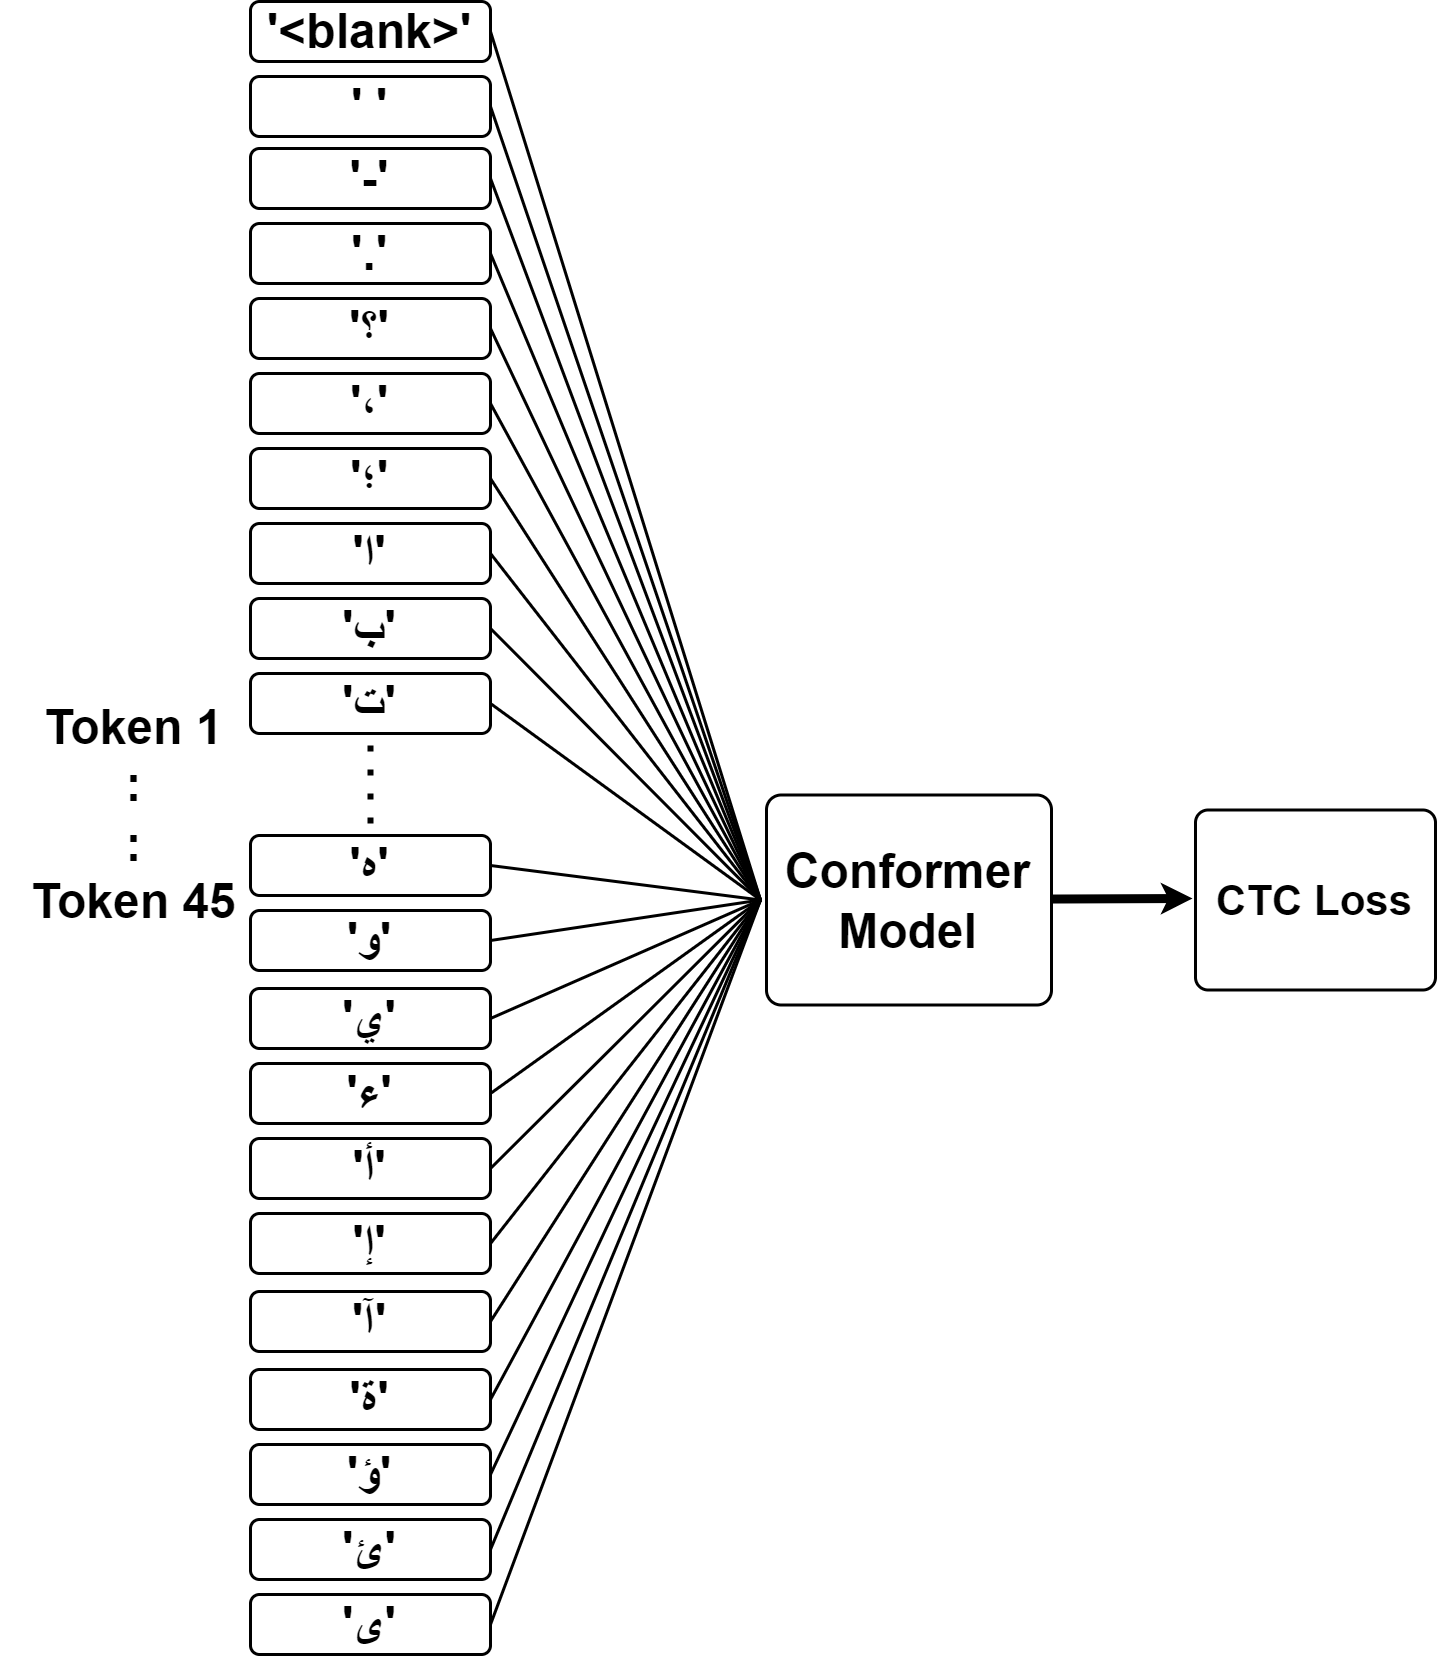 '<blank>'
' '
'-'
'.'
'؟'
'،'
'؛'
'ا'
'ب'
'ت'
Token 1
:
:
Token 45
'ه'
'و'
'ي'
'ء'
'أ'
'إ'
'آ'
'ة'
'ؤ'
'ئ'
'ى'
Conformer
Model
CTC Loss